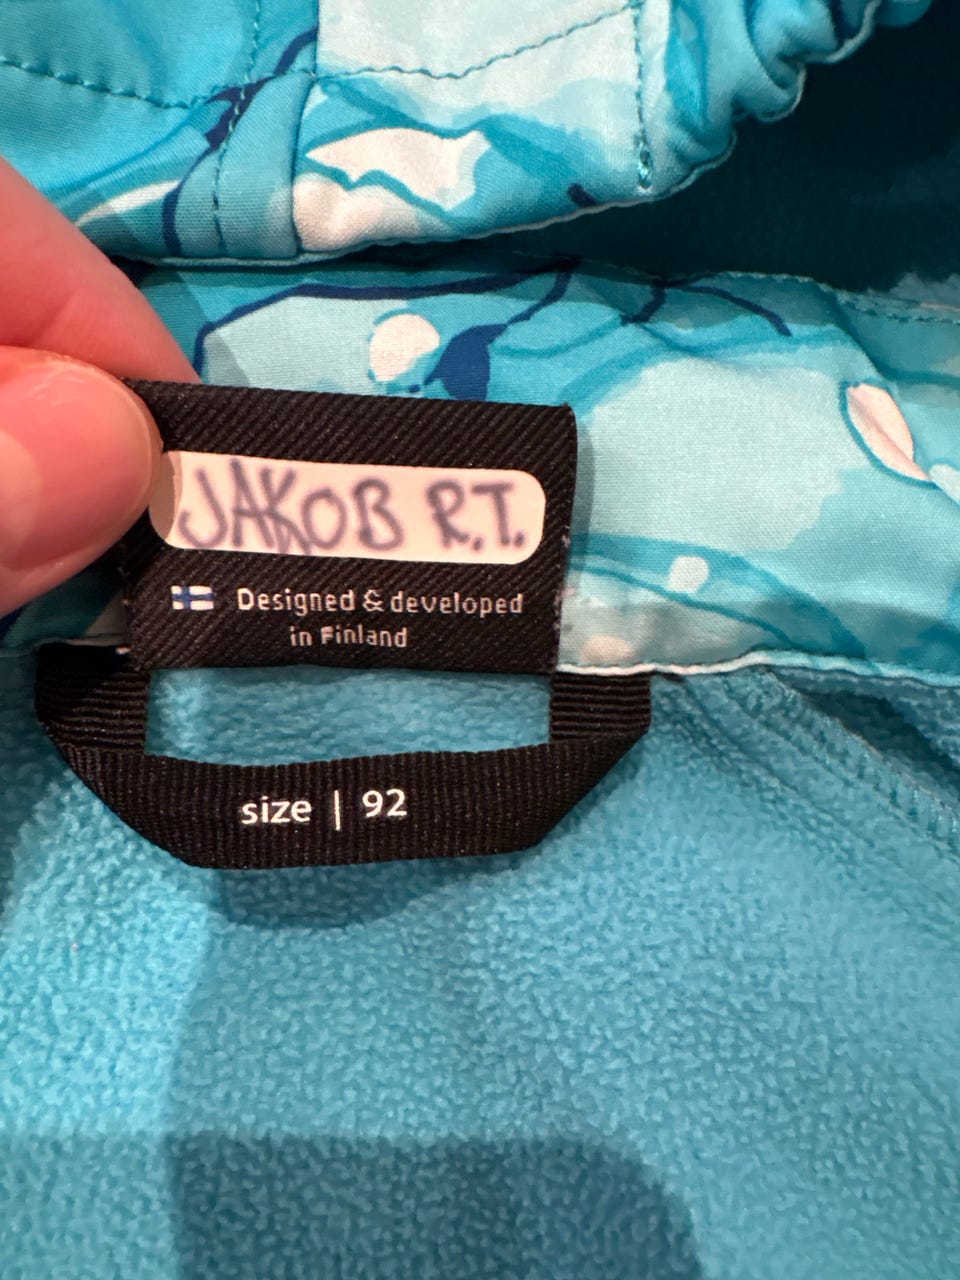 JAKOB R.T.
Designed & developed
in Finland
size | 92